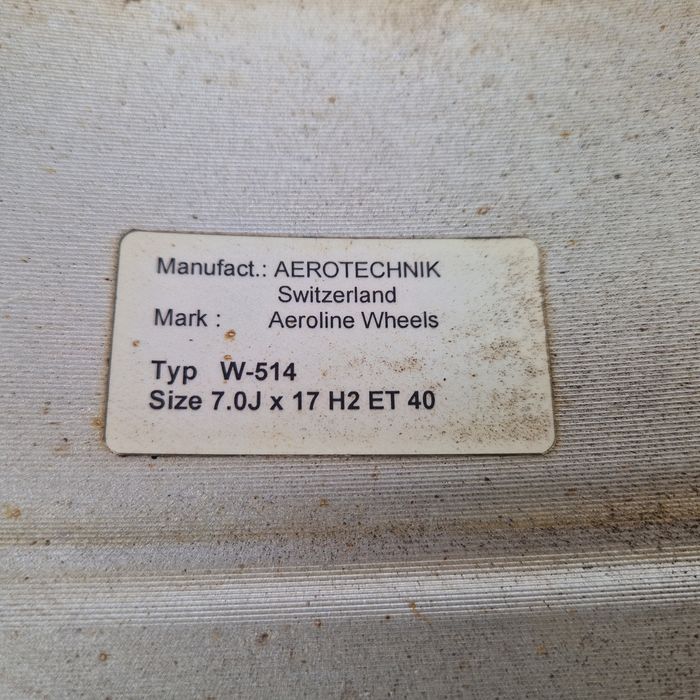 Manufact.: AEROTECHNIK
Switzerland
Mark : Aeroline Wheels
Typ W-514
Size 7.0J x 17 H2 ET 40